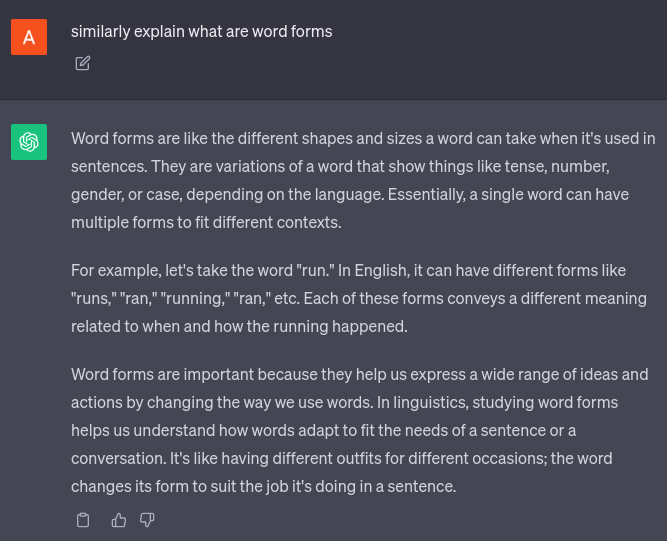 A
similarly explain what are word forms
Word forms are like the different shapes and sizes a word can take when it's used in
sentences. They are variations of a word that show things like tense, number,
gender, or case, depending on the language. Essentially, a single word can have
multiple forms to fit different contexts.
For example, let's take the word "run." In English, it can have different forms like
"runs," "ran," "running," "ran," etc. Each of these forms conveys a different meaning
related to when and how the running happened.
Word forms are important because they help us express a wide range of ideas and
actions by changing the way we use words. In linguistics, studying word forms
helps us understand how words adapt to fit the needs of a sentence or a
conversation. It's like having different outfits for different occasions; the word
changes its form to suit the job it's doing in a sentence.